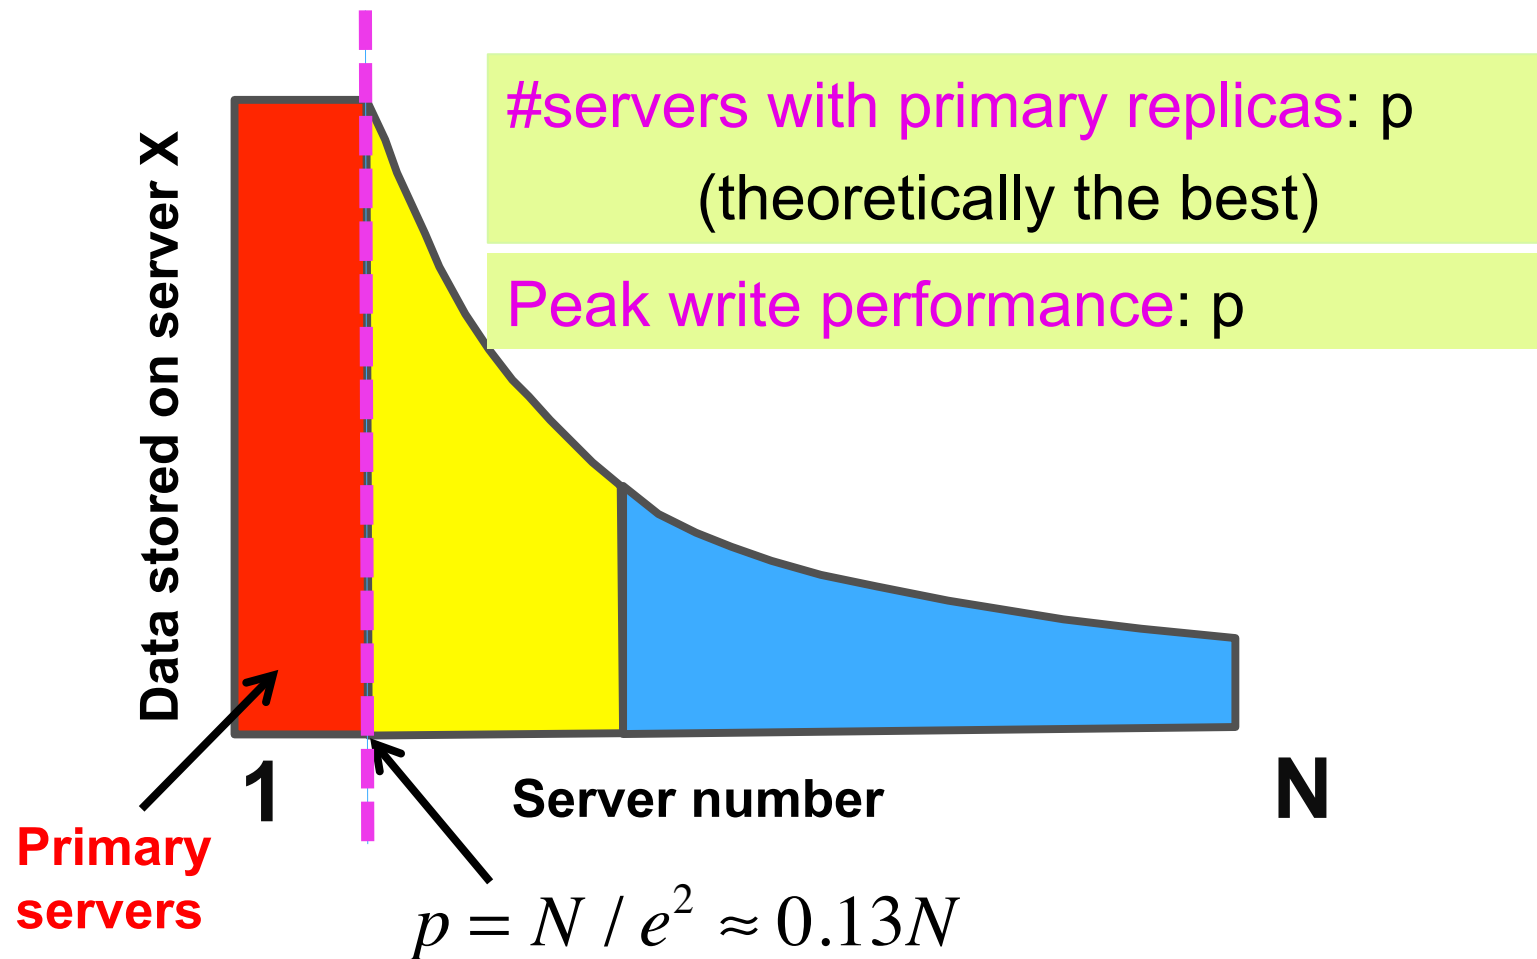 #servers with primary replicas: p
(theoretically the best)
Peak write performance: p
Data stored on server X
1
Server number
N
Primary
servers
p = N / e² ≈ 0.13N